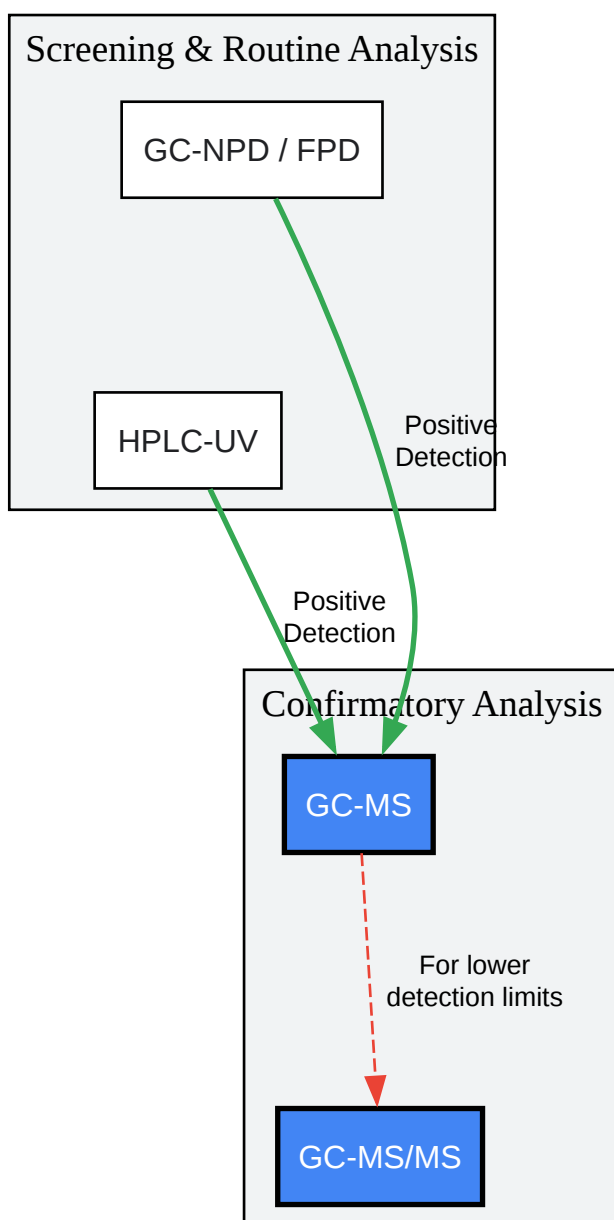 Screening & Routine Analysis
GC-NPD / FPD
HPLC-UV
Positive
Detection
Positive
Detection
Confirmatory Analysis
GC-MS
For lower
detection limits
GC-MS/MS